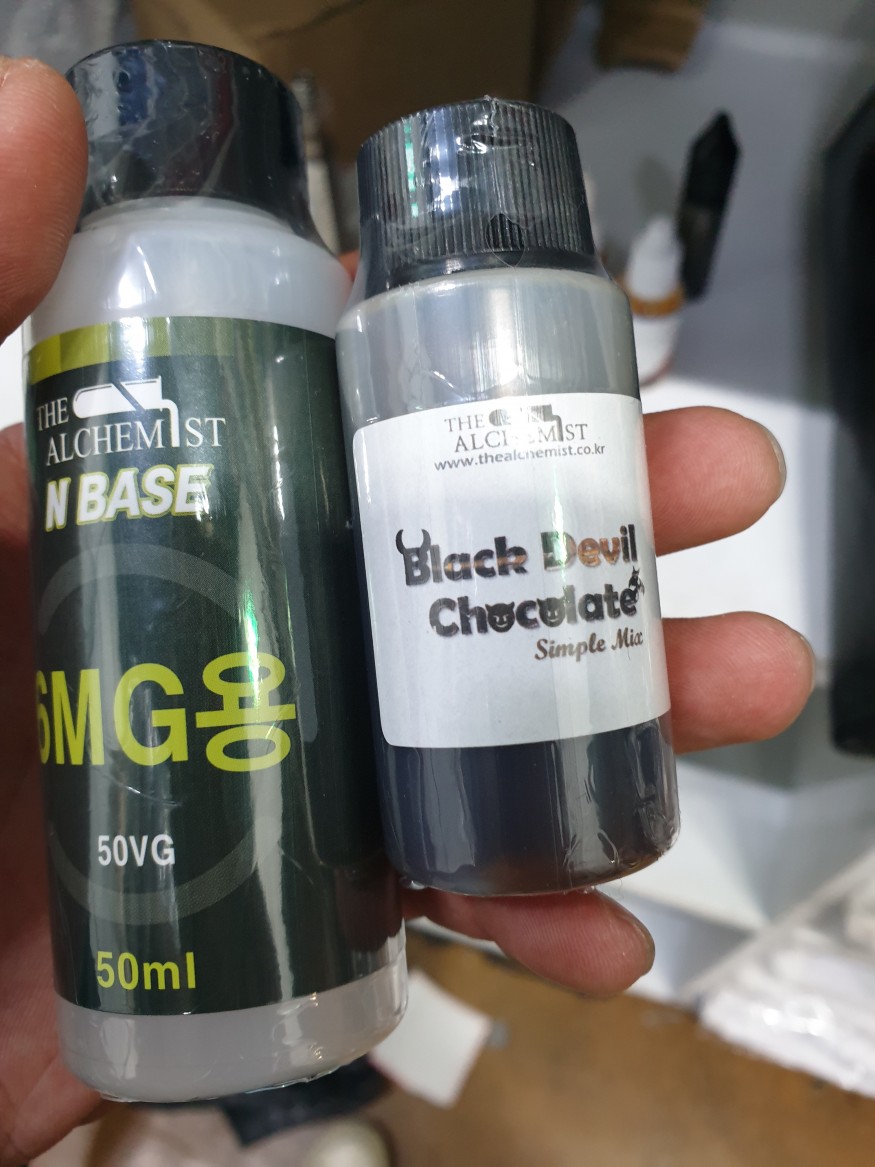 THE
ALCHEMIST
N BASE
6MG용
50VG
50ml
THE
ALCHEMIST
www.thealchemist.co.kr
Black Devil
Chocolate
Simple Mix